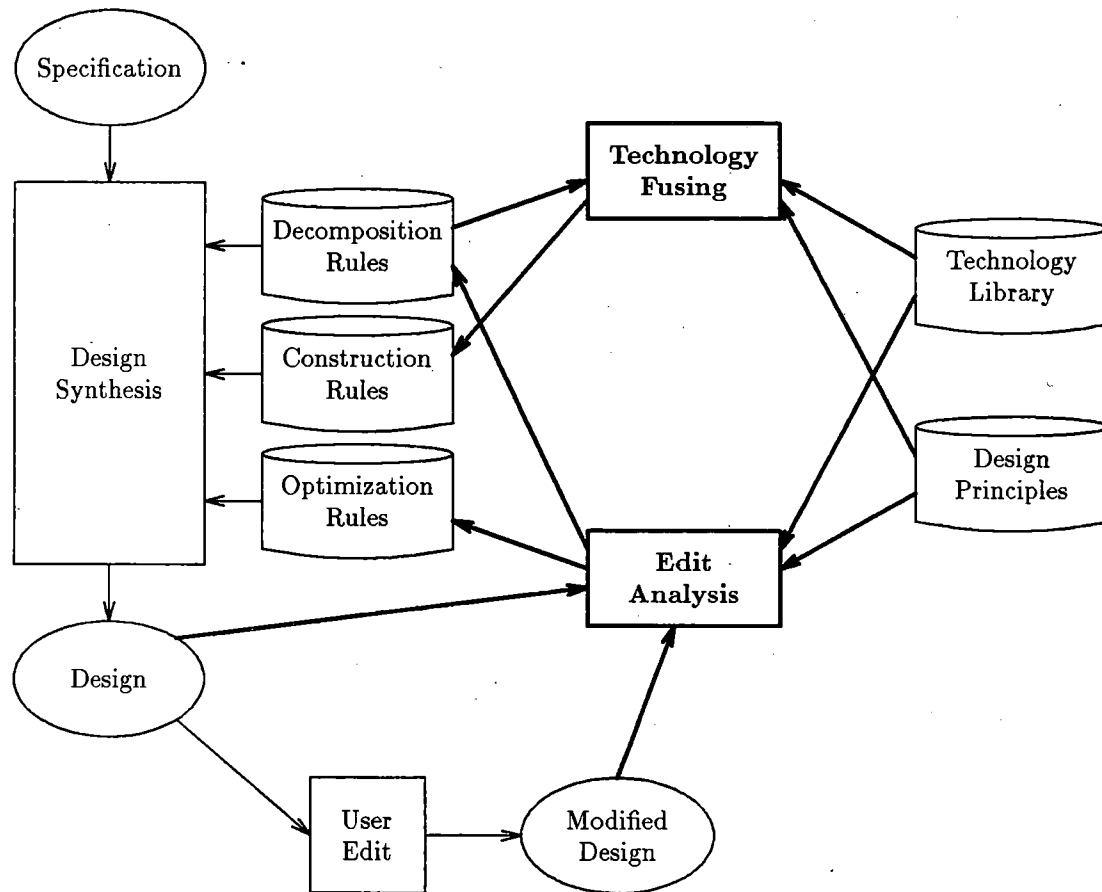 Specification
Technology
Fusing
Decomposition
Rules
Technology
Library
Design
Synthesis
Construction
Rules
Optimization
Rules
Design
Principles
Edit
Analysis
Design
User
Edit
Modified
Design